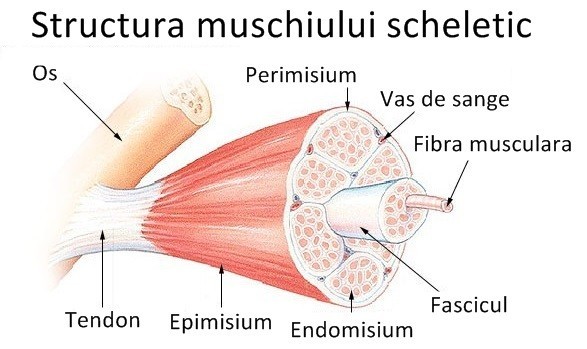 Structura muschiului scheletic
Os
Perimisium
Vas de sange
Fibra musculara
Fascicul
Tendon
Epimisium
Endomisium